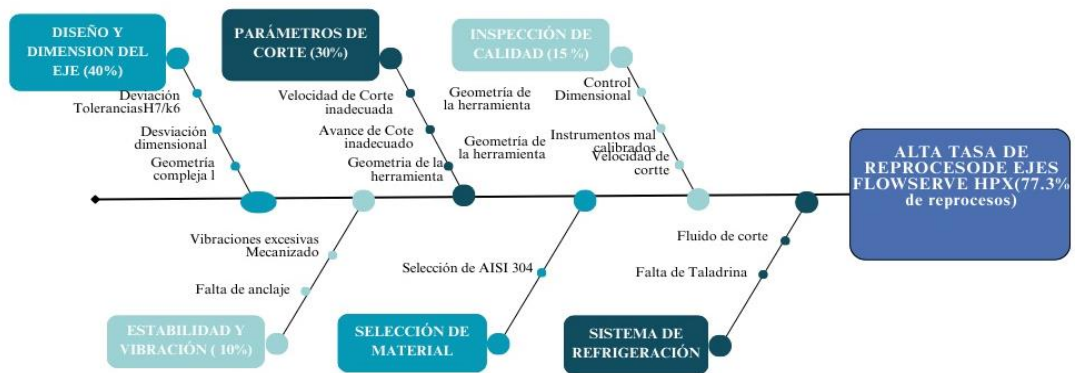 DISEÑO Y
DIMENSION DEL
EJE (40%)
Deviación
ToleranciasH7/k6
Desviación
dimensional
Geometría
compleja l
PARÁMETROS DE
CORTE (30%)
Velocidad de Corte
inadecuada
Avance de Cote
inadecuado
Geometria de la
herramienta
Geometría de
la herramienta
Geometría de
la herramienta
INSPECCIÓN DE
CALIDAD (15 %)
Control
Dimensional
Instrumentos mal
calibrados
Velocidad de
cortte
ALTA TASA DE
REPROCESODE EJES
FLOWSERVE HPX(77.3%
de reprocesos)
Vibraciones excesivas
Mecanizado
Falta de anclaje
ESTABILIDAD Y
VIBRACIÓN ( 10%)
Selección de AISI 304
SELECCIÓN DE
MATERIAL
Fluido de corte
Falta de Taladrina
SISTEMA DE
REFRIGERACIÓN